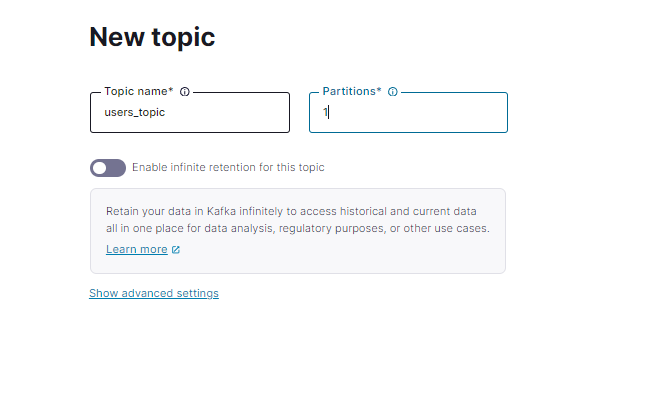 New topic
Topic name*
Partitions*
users_topic
1
Enable infinite retention for this topic
Retain your data in Kafka infinitely to access historical and current data
all in one place for data analysis, regulatory purposes, or other use cases.
Learn more
Show advanced settings